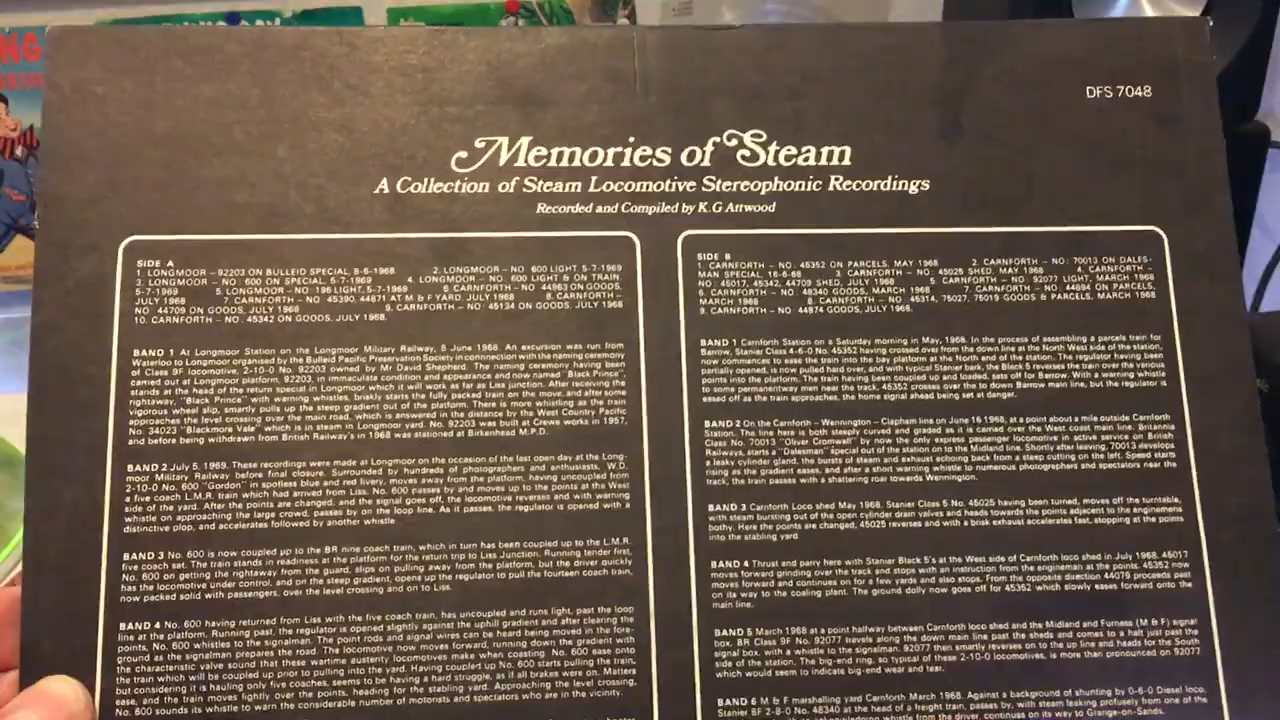 NG
DFS 7048
Memories of Steam
A Collection of Steam Locomotive Stereophonic Recordings
Recorded and Compiled by K.G Attwood
SIDE A
1. LONGMOOR – 92203 ON BULLEID SPECIAL, 8-6-1968. 2. LONGMOOR – NO 600 LIGHT, 5-7-1969
3. LONGMOOR – NO. 600 ON SPECIAL 5-7-1969 4. LONGMOOR – NO. 600 LIGHT & ON TRAIN,
5-7-1969 5. LONGMOOR – NO 196 LIGHT, 5-7-1969 6. CARNFORTH – NO 44963 ON GOODS,
JULY 1968 7. CARNFORTH – NO. 45390, 44871 AT M & F YARD, JULY 1968 8. CARNFORTH –
NO 44709 ON GOODS, JULY 1968 9. CARNFORTH – NO 45134 ON GOODS, JULY 1968
10. CARNFORTH – NO. 45342 ON GOODS, JULY 1968.
BAND 1 At Longmoor Station on the Longmoor Military Railway, 8 June 1968. An excursion was run from
Waterloo to Longmoor organised by the Bulleid Pacific Preservation Society in connnection with the naming ceremony
of Class 9F locomotive, 2-10-0 No. 92203 owned by Mr David Shepherd. The naming ceremony having been
carried out at Longmoor platform, 92203, in immaculate condition and appearance and now named "Black Prince",
stands at the head of the return special in Longmoor which it will work as far as Liss junction. After receiving the
rightaway, "Black Prince" with warning whistles, briskly starts the fully packed train on the move, and after some
vigorous wheel slip, smartly pulls up the steep gradient out of the platform. There is more whistling as the train
approaches the level crossing over the main road, which is answered in the distance by the West Country Pacific
No. 34023 "Blackmore Vale" which is in steam in Longmoor yard. No. 92203 was built at Crewe works in 1957,
and before being withdrawn from British Railway's in 1968 was stationed at Birkenhead M.P.D.
BAND 2 July 5, 1969. These recordings were made at Longmoor on the occasion of the last open day at the Long-
moor Military Railway before final closure. Surrounded by hundreds of photographers and enthusiasts, W.D.
2-10-0 No. 600 "Gordon" in spotless blue and red livery, moves away from the platform, having uncoupled from
a five coach L.M.R. train which had arrived from Liss. No. 600 passes by and moves up to the points at the West
side of the yard. After the points are changed, and the signal goes off, the locomotive reverses and with warning
whistle on approaching the large crowd, passes by on the loop line. As it passes, the regulator is opened with a
distinctive plop, and accelerates followed by another whistle
BAND 3 No. 600 is now coupled up to the BR nine coach train, which in turn has been coupled up to the L.M.R.
five coach set. The train stands in readiness at the platform for the return trip to Liss Junction. Running tender first,
No. 600 on getting the rightaway from the guard, slips on pulling away from the platform, but the driver quickly
has the locomotive under control, and on the steep gradient, opens up the regulator to pull the fourteen coach train,
now packed solid with passengers, over the level crossing and on to Liss.
BAND 4 No. 600 having returned from Liss with the five coach train, has uncoupled and runs light, past the loop
line at the platform. Running past, the regulator is opened slightly against the uphill gradient and after clearing the
points, No. 600 whistles to the signalman. The point rods and signal wires can be heard being moved in the fore-
ground as the signalman prepares the road. The locomotive now moves forward, running down the gradient with
the characteristic valve sound that these wartime austerity locomotives make when coasting. No. 600 ease onto
the train which will be coupled up prior to pulling into the yard. Having coupled up No. 600 starts pulling the train,
but considering it is hauling only five coaches, seems to be having a hard struggle, as if all brakes were on. Matters
ease, and the train moves lightly over the points, heading for the stabling yard. Approaching the level crossing,
No. 600 sounds its whistle to warn the considerable number of motorists and spectators who are in the vicinity.
SIDE B
1. CARNFORTH – NO: 45352 ON PARCELS, MAY 1968 2. CARNFORTH – NO: 70013 ON DALES-
MAN SPECIAL, 16-6-68 3. CARNFORTH – NO: 45025 SHED, MAY 1968 4. CARNFORTH –
NO 45017, 45342, 44709 SHED, JULY 1968 5. CARNFORTH – NO: 92077 LIGHT, MARCH 1968
6. CARNFORTH – NO: 48340 GOODS, MARCH 1968 7. CARNFORTH – NO: 44894 ON PARCELS,
MARCH 1968 8. CARNFORTH – NO: 45314, 75027, 75019 GOODS & PARCELS, MARCH 1968
9. CARNFORTH – NO: 44874 GOODS, JULY 1968.
BAND 1 Carnforth Station on a Saturday morning in May, 1968. In the process of assembling a parcels train for
Barrow, Stanier Class 4-6-0 No. 45352 having crossed over from the down line at the North West side of the station,
now commences to ease the train into the bay platform at the North end of the station. The regulator having been
partially opened, is now pulled hard over, and with typical Stanier bark, the Black 5 reverses the train over the various
points into the platform. The train having been coupled up and loaded, sets off for Barrow. With a warning whistle
to some permanentway men near the track, 45352 crosses over the to down Barrow main line, but the regulator is
eased off as the train approaches, the home signal ahead being set at danger.
BAND 2 On the Carnforth – Wennington – Clapham line on June 16 1968, at a point about a mile outside Carnforth
Station. The line here is both steeply curved and graded as it is carried over the West coast main line. Britannia
Class No. 70013 "Oliver Cromwell" by now the only express passenger locomotive in active service on British
Railways, starts a "Dalesman" special out of the station on to the Midland line. Shortly after leaving, 70013 develops
a leaky cylinder gland, the bursts of steam and exhaust echoing back from a steep cutting on the left. Speed starts
rising as the gradient eases, and after a short warning whistle to numerous photographers and spectators near the
track, the train passes with a shattering roar towards Wennington.
BAND 3 Carnforth Loco shed May 1968. Stanier Class 5 No. 45025 having been turned, moves off the turntable,
with steam bursting out of the open cylinder drain valves and heads towards the points adjacent to the enginemens
bothy. Here the points are changed, 45025 reverses and with a brisk exhaust accelerates fast, stopping at the points
into the stabling yard.
BAND 4 Thrust and parry here with Stanier Black 5's at the West side of Carnforth loco shed in July 1968. 45017
moves forward grinding over the track and stops with an instruction from the engineman at the points. 45352 now
moves forward and continues on for a few yards and also stops. From the opposite direction 44079 proceeds past
on its way to the coaling plant. The ground dolly now goes off for 45352 which slowly eases forward onto the
main line.
BAND 5 March 1968 at a point halfway between Carnforth loco shed and the Midland and Furness (M & F) signal
box, BR Class 9F No. 92077 travels along the down main line past the sheds and comes to a halt just past the
signal box, with a whistle to the signalman. 92077 then smartly reverses on to the up line and heads for the South
side of the station. The big-end ring, so typical of these 2-10-0 locomotives, is more than pronounced on 92077
which would seem to indicate big-end wear and tear.
BAND 6 M & F marshalling yard Carnforth March 1968. Against a background of shunting by 0-6-0 Diesel loco,
Stanier 8F 2-8-0 No. 48340 at the head of a freight train, passes by, with steam leaking profusely from one of the
whistle from the driver, continues on its way to Grange-on-Sands.